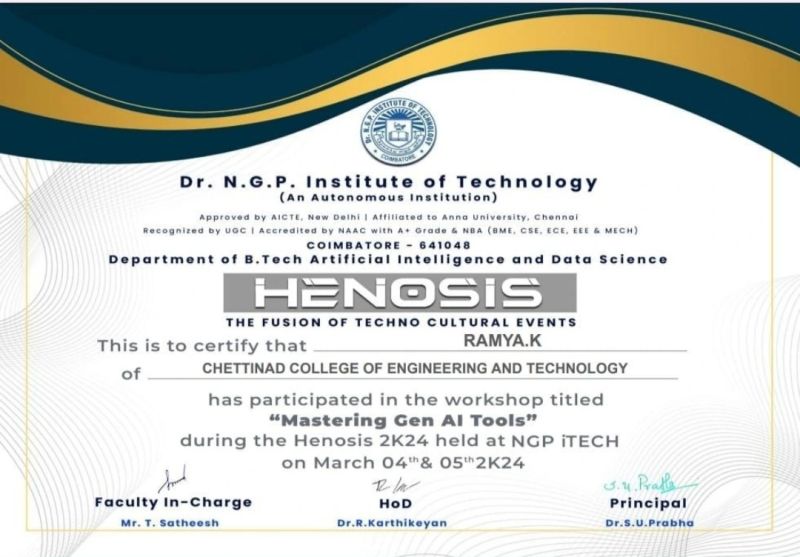 Dr. N.G.P. INSTITUTE OF TECHNOLOGY
COIMBATORE
Dr. N.G.P. Institute of Technology
(An Autonomous Institution)
Approved by AICTE, New Delhi | Affiliated to Anna University, Chennai
Recognized by UGC | Accredited by NAAC with A+ Grade & NBA (BME, CSE, ECE, EEE & MECH)
COIMBATORE - 641048
Department of B.Tech Artificial Intelligence and Data Science
HENOSIS
THE FUSION OF TECHNO CULTURAL EVENTS
This is to certify that RAMYA.K
of CHETTINAD COLLEGE OF ENGINEERING AND TECHNOLOGY
has participated in the workshop titled
“Mastering Gen AI Tools”
during the Henosis 2K24 held at NGP iTECH
on March 04th & 05th 2K24
S.U.Prabha
Faculty In-Charge HoD Principal
Mr. T. Satheesh Dr.R.Karthikeyan Dr.S.U.Prabha